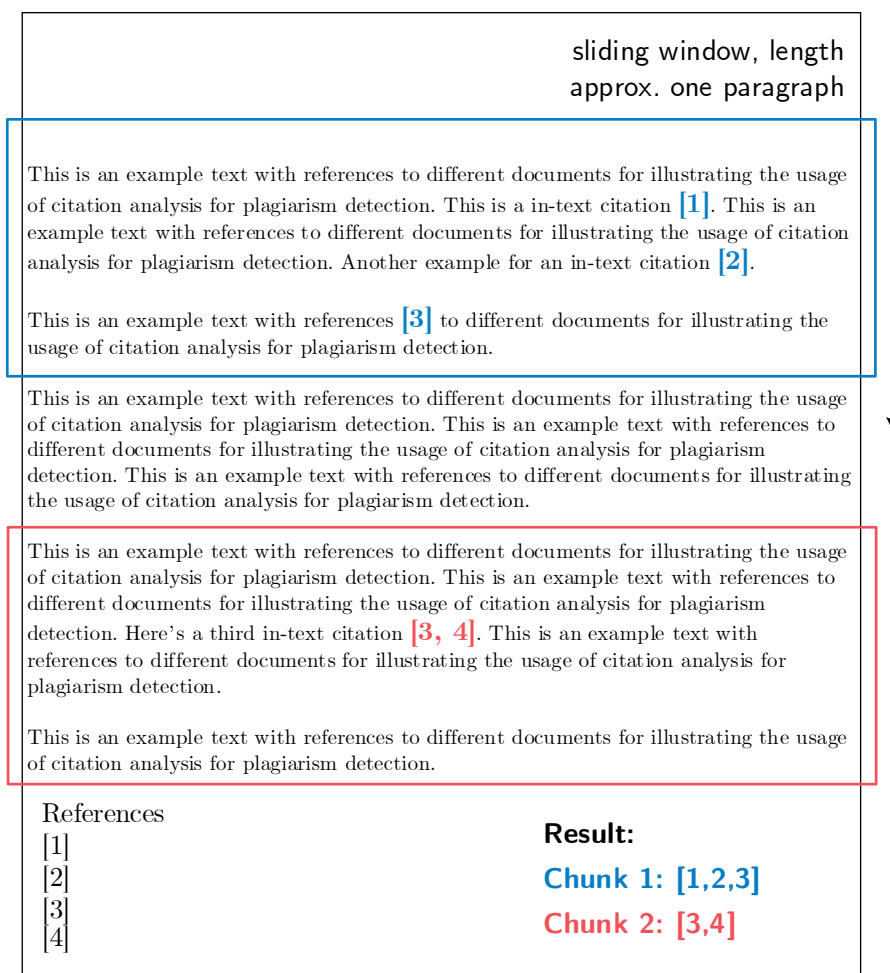 sliding window, length
approx. one paragraph
This is an example text with references to different documents for illustrating the usage
of citation analysis for plagiarism detection. This is a in-text citation [1]. This is an
example text with references to different documents for illustrating the usage of citation
analysis for plagiarism detection. Another example for an in-text citation [2].
This is an example text with references [3] to different documents for illustrating the
usage of citation analysis for plagiarism detection.
This is an example text with references to different documents for illustrating the usage
of citation analysis for plagiarism detection. This is an example text with references to
different documents for illustrating the usage of citation analysis for plagiarism
detection. This is an example text with references to different documents for illustrating
the usage of citation analysis for plagiarism detection.
This is an example text with references to different documents for illustrating the usage
of citation analysis for plagiarism detection. This is an example text with references to
different documents for illustrating the usage of citation analysis for plagiarism
detection. Here's a third in-text citation [3, 4]. This is an example text with
references to different documents for illustrating the usage of citation analysis for
plagiarism detection.
This is an example text with references to different documents for illustrating the usage
of citation analysis for plagiarism detection.
References
[1]
[2]
[3]
[4]
Result:
Chunk 1: [1,2,3]
Chunk 2: [3,4]